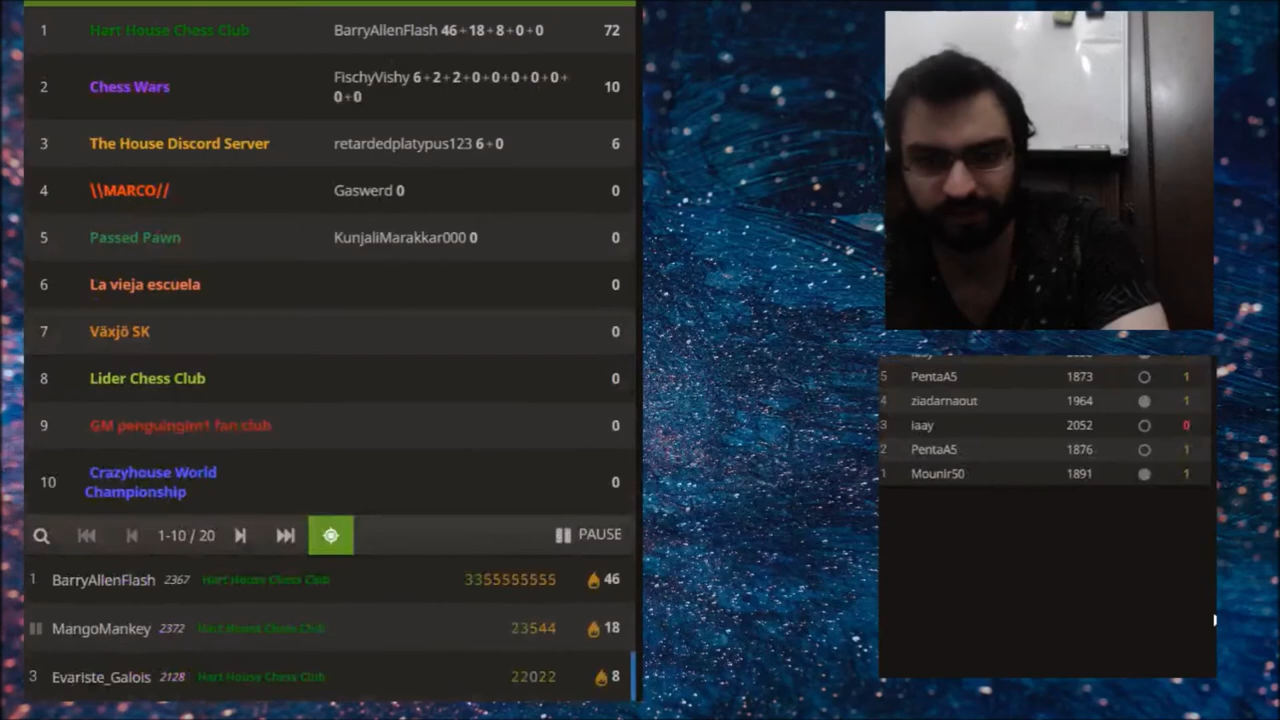 1 Hart House Chess Club BarryAllenFlash 46+18+8+0+0 72
2 Chess Wars FischyVishy 6+2+2+0+0+0+0+0+
0+0 10
3 The House Discord Server retardedplatypus123 6+0 6
4 \\MARCO// Gaswerd 0 0
5 Passed Pawn KunjaliMarakkar000 0 0
6 La vieja escuela 0
7 Växjö SK 0
8 Lider Chess Club 0
9 GM penguingim1 fan club 0
10 Crazyhouse World
Championship 0
1-10 / 20 PAUSE
1 BarryAllenFlash 2367 Hart House Chess Club 3355555555 46
MangoMankey 2372 Hart House Chess Club 23544 18
3 Evariste_Galois 2128 Hart House Chess Club 22022 8
5 PentaA5 1873 1
4 ziadarnaout 1964 1
3 iaay 2052 0
2 PentaA5 1876 1
1 MounIr50 1891 1